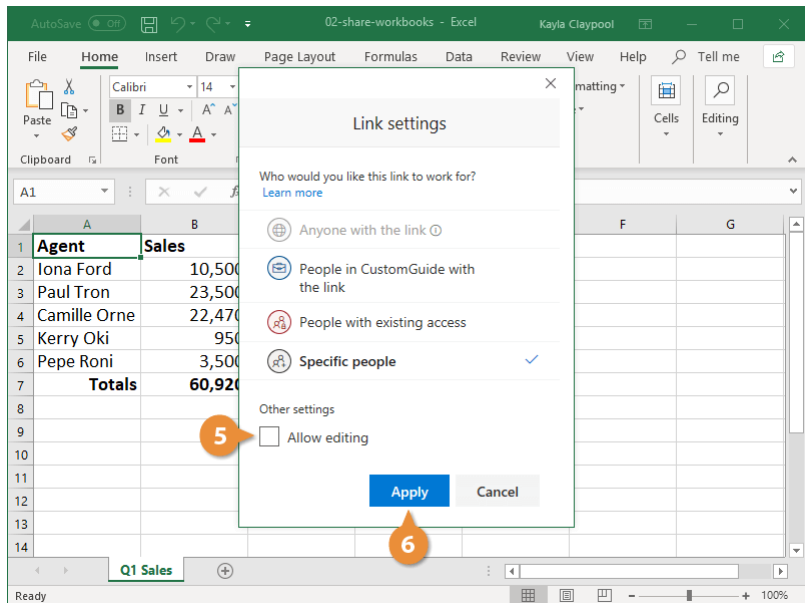 AutoSave Off 02-share-workbooks - Excel Kayla Claypool
File Home Insert Draw Page Layout Formulas Data Review View Help Tell me
Calibri 14
Paste B I U A A A
matting
Cells Editing
Clipboard Font
A1
A B F G
1 Agent Sales
2 Iona Ford 10,500
3 Paul Tron 23,500
4 Camille Orne 22,470
5 Kerry Oki 950
6 Pepe Roni 3,500
7 Totals 60,920
8
9
10
11
12
13
14
Link settings
Who would you like this link to work for?
Learn more
Anyone with the link
People in CustomGuide with
the link
People with existing access
Specific people
Other settings
5
Allow editing
Apply Cancel
6
Q1 Sales
Ready 100%